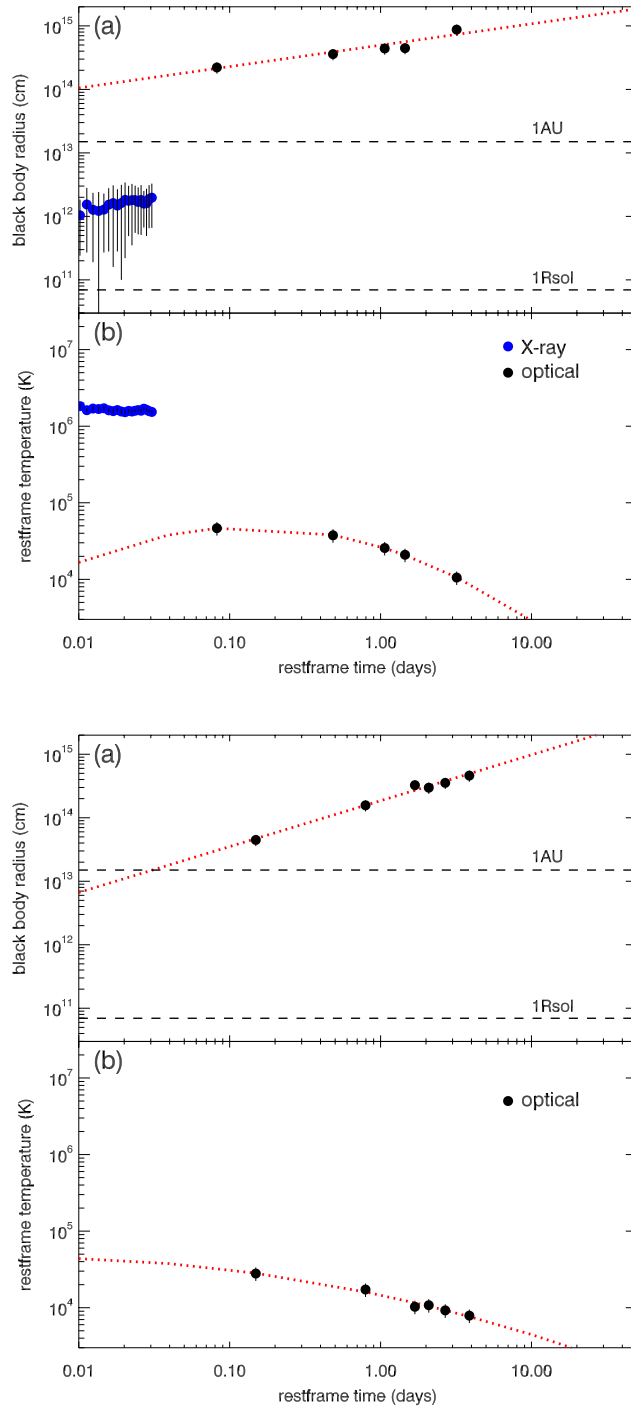 (a)
10^15
10^14
10^13
10^12
10^11
black body radius (cm)
1AU
1Rsol
(b)
10^7
10^6
10^5
10^4
restframe temperature (K)
X-ray
optical
0.01
0.10
1.00
10.00
restframe time (days)
(a)
10^15
10^14
10^13
10^12
10^11
black body radius (cm)
1AU
1Rsol
(b)
10^7
10^6
10^5
10^4
restframe temperature (K)
optical
0.01
0.10
1.00
10.00
restframe time (days)